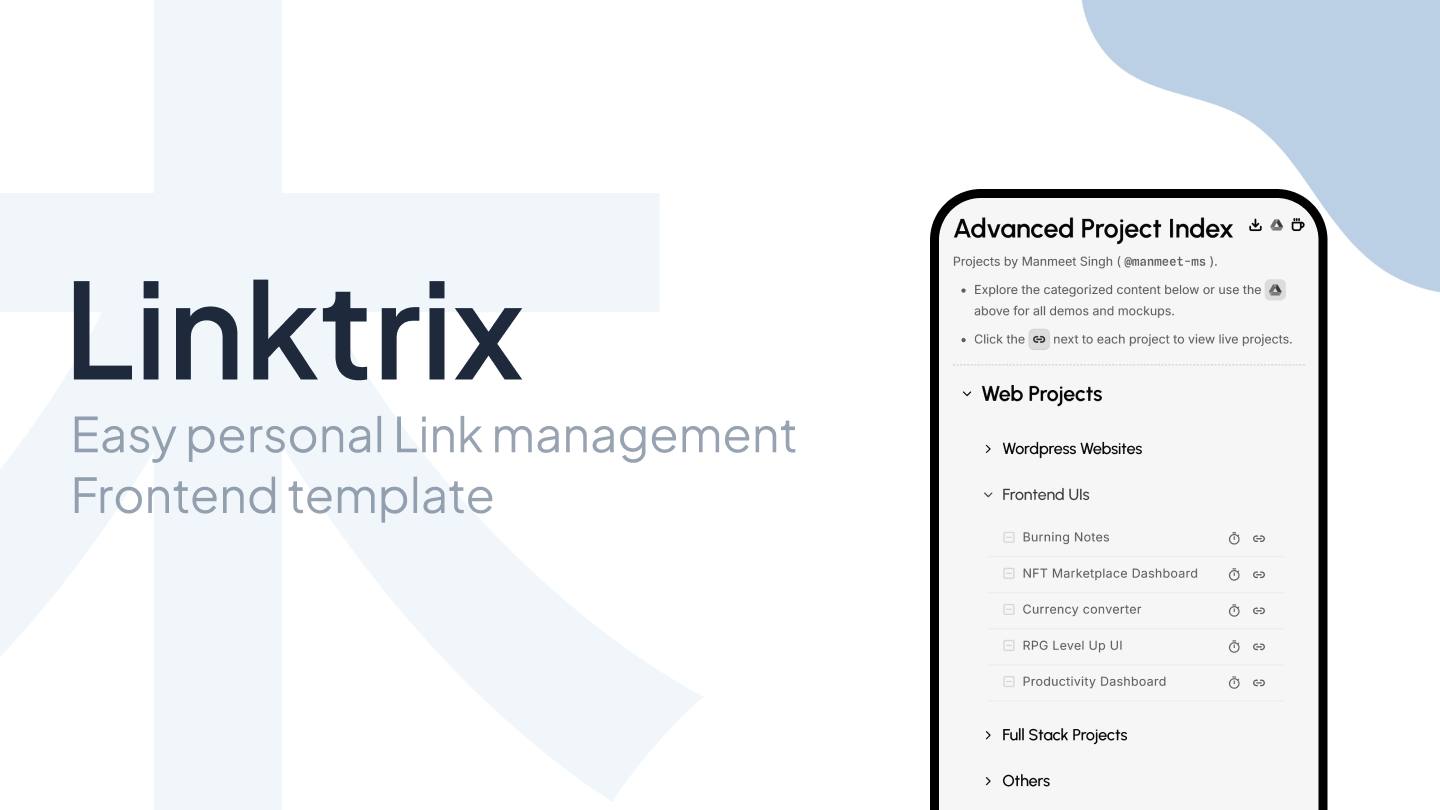 木
Linktrix
Easy personal Link management
Frontend template
Advanced Project Index
Projects by Manmeet Singh ( @manmeet-ms ).
• Explore the categorized content below or use the
above for all demos and mockups.
• Click the next to each project to view live projects.
Web Projects
Wordpress Websites
Frontend UIs
Burning Notes
NFT Marketplace Dashboard
Currency converter
RPG Level Up UI
Productivity Dashboard
Full Stack Projects
Others